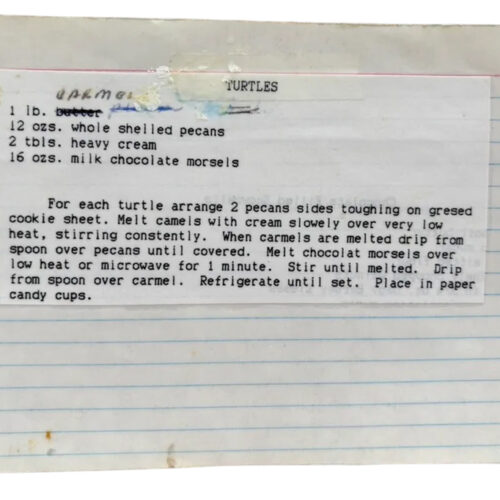 TURTLES
CARMEL
1 lb. butter
12 ozs. whole shelled pecans
2 tbls. heavy cream
16 ozs. milk chocolate morsels
For each turtle arrange 2 pecans sides toughing on gresed
cookie sheet. Melt camels with cream slowely over very low
heat, stirring constently. When carmels are melted drip from
spoon over pecans until covered. Melt chocolat morsels over
low heat or microwave for 1 minute. Stir until melted. Drip
from spoon over carmel. Refrigerate until set. Place in paper
candy cups.